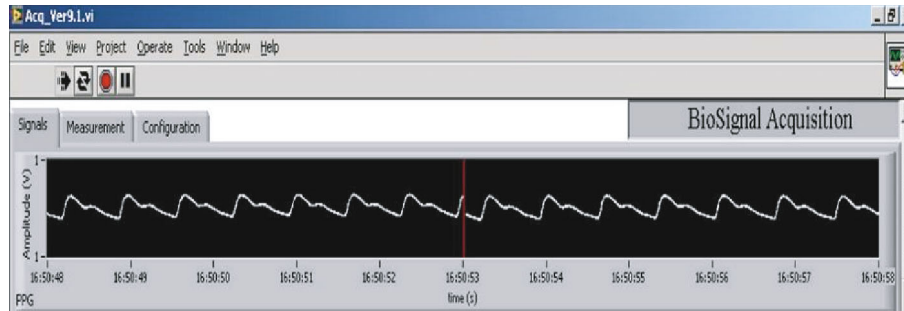 Acq_Ver9.1.vi
File Edit View Project Operate Tools Window Help
BioSignal Acquisition
Signals Measurement Configuration
1-
Amplitude (V)
1-
16:50:48 16:50:49 16:50:50 16:50:51 16:50:52 16:50:53 16:50:54 16:50:55 16:50:56 16:50:57 16:50:58
PPG time (s)